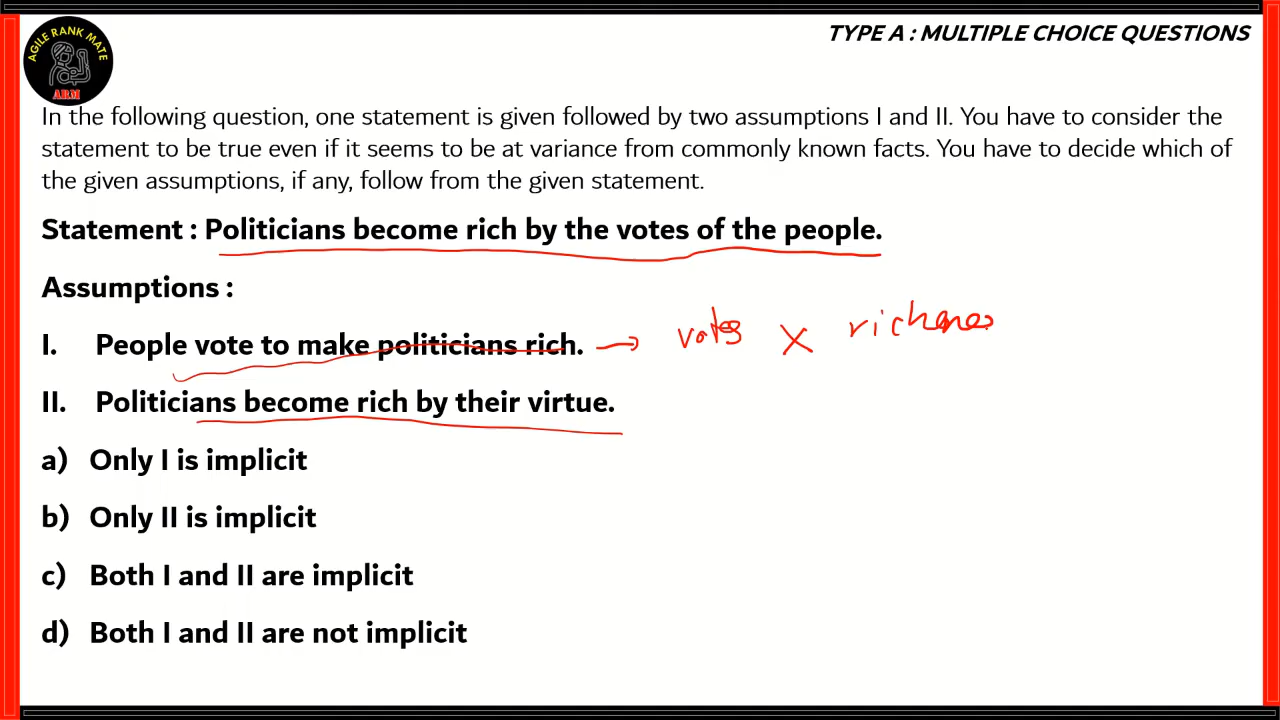 AGILE RANK MATE
ARM
TYPE A : MULTIPLE CHOICE QUESTIONS
In the following question, one statement is given followed by two assumptions I and II. You have to consider the
statement to be true even if it seems to be at variance from commonly known facts. You have to decide which of
the given assumptions, if any, follow from the given statement.
Statement : Politicians become rich by the votes of the people.
Assumptions :
I. People vote to make politicians rich. → votes X
II. Politicians become rich by their virtue.
a) Only I is implicit
b) Only II is implicit
c) Both I and II are implicit
d) Both I and II are not implicit